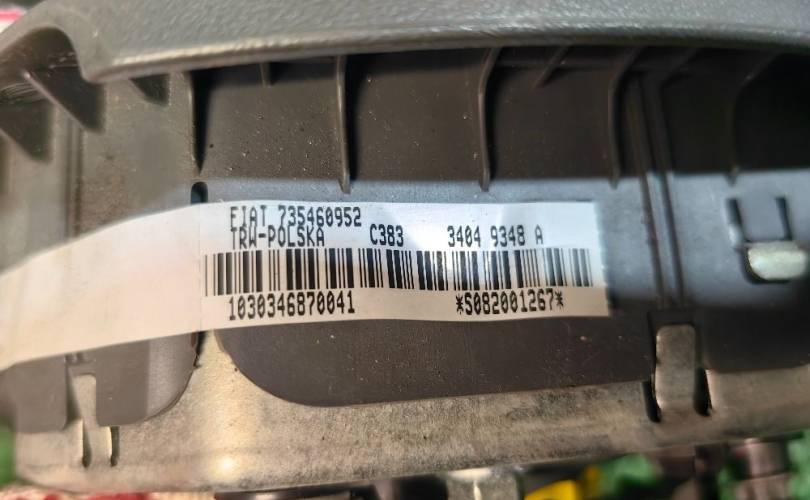 FIAT 735460952
TRW-POLSKA C383 3404 9348 A
1030346870041 *S082001267*